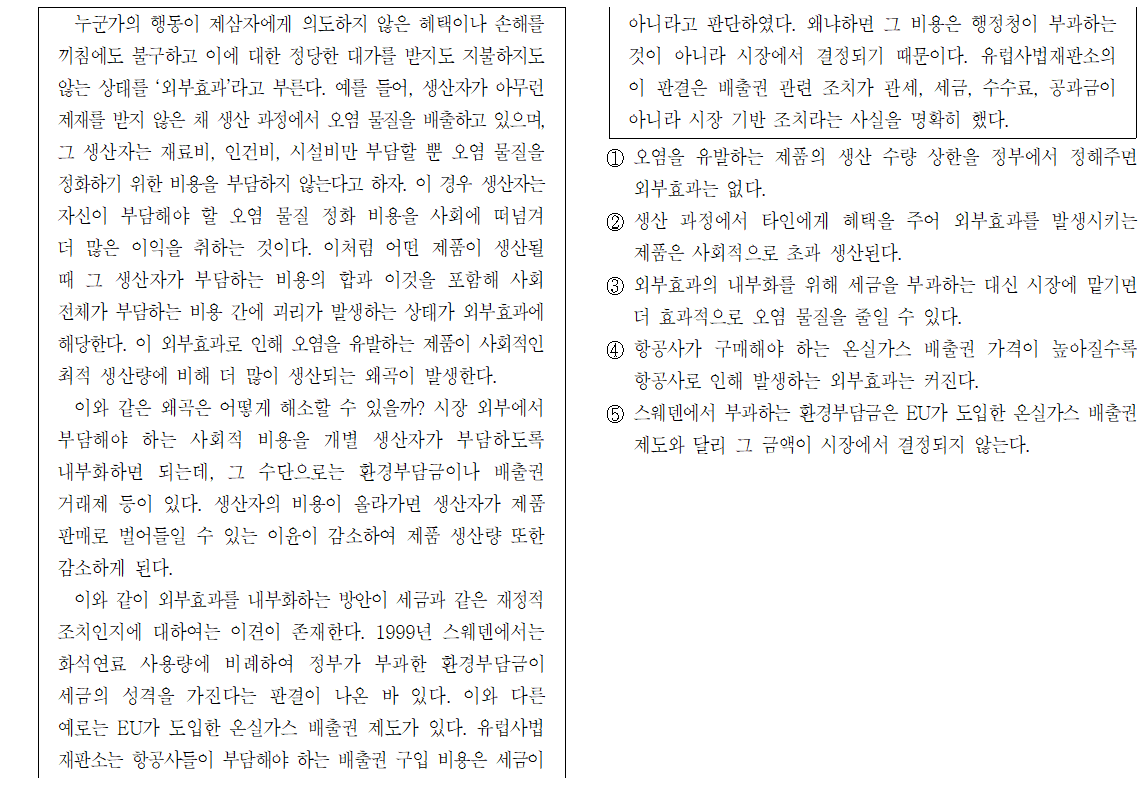 누군가의 행동이 제삼자에게 의도하지 않은 혜택이나 손해를
끼침에도 불구하고 이에 대한 정당한 대가를 받지도 지불하지도
않는 상태를 ‘외부효과’라고 부른다. 예를 들어, 생산자가 아무런
제재를 받지 않은 채 생산 과정에서 오염 물질을 배출하고 있으며,
그 생산자는 재료비, 인건비, 시설비만 부담할 뿐 오염 물질을
정화하기 위한 비용을 부담하지 않는다고 하자. 이 경우 생산자는
자신이 부담해야 할 오염 물질 정화 비용을 사회에 떠넘겨
더 많은 이익을 취하는 것이다. 이처럼 어떤 제품이 생산될
때 그 생산자가 부담하는 비용의 합과 이것을 포함해 사회
전체가 부담하는 비용 간에 괴리가 발생하는 상태가 외부효과에
해당한다. 이 외부효과로 인해 오염을 유발하는 제품이 사회적인
최적 생산량에 비해 더 많이 생산되는 왜곡이 발생한다.
이와 같은 왜곡은 어떻게 해소할 수 있을까? 시장 외부에서
부담해야 하는 사회적 비용을 개별 생산자가 부담하도록
내부화하면 되는데, 그 수단으로는 환경부담금이나 배출권
거래제 등이 있다. 생산자의 비용이 올라가면 생산자가 제품
판매로 벌어들일 수 있는 이윤이 감소하여 제품 생산량 또한
감소하게 된다.
이와 같이 외부효과를 내부화하는 방안이 세금과 같은 재정적
조치인지에 대하여는 이견이 존재한다. 1999년 스웨덴에서는
화석연료 사용량에 비례하여 정부가 부과한 환경부담금이
세금의 성격을 가진다는 판결이 나온 바 있다. 이와 다른
예로는 EU가 도입한 온실가스 배출권 제도가 있다. 유럽사법
재판소는 항공사들이 부담해야 하는 배출권 구입 비용은 세금이
아니라고 판단하였다. 왜냐하면 그 비용은 행정청이 부과하는
것이 아니라 시장에서 결정되기 때문이다. 유럽사법재판소의
이 판결은 배출권 관련 조치가 관세, 세금, 수수료, 공과금이
아니라 시장 기반 조치라는 사실을 명확히 했다.
① 오염을 유발하는 제품의 생산 수량 상한을 정부에서 정해주면
외부효과는 없다.
② 생산 과정에서 타인에게 혜택을 주어 외부효과를 발생시키는
제품은 사회적으로 초과 생산된다.
③ 외부효과의 내부화를 위해 세금을 부과하는 대신 시장에 맡기면
더 효과적으로 오염 물질을 줄일 수 있다.
④ 항공사가 구매해야 하는 온실가스 배출권 가격이 높아질수록
항공사로 인해 발생하는 외부효과는 커진다.
⑤ 스웨덴에서 부과하는 환경부담금은 EU가 도입한 온실가스 배출권
제도와 달리 그 금액이 시장에서 결정되지 않는다.